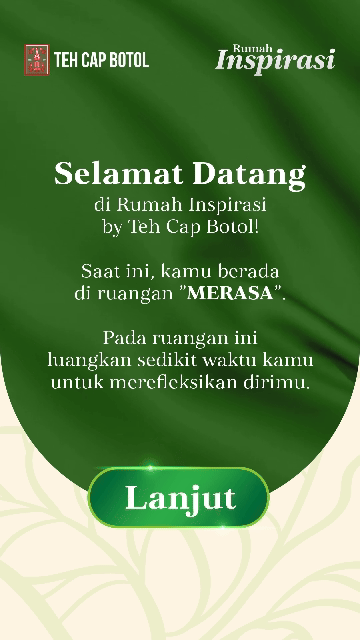 TEH CAP BOTOL
Rumah
Inspirasi
Selamat Datang
di Rumah Inspirasi
by Teh Cap Botol!
Saat ini, kamu berada
di ruangan "MERASA".
Pada ruangan ini
luangkan sedikit waktu kamu
untuk merefleksikan dirimu.
Lanjut